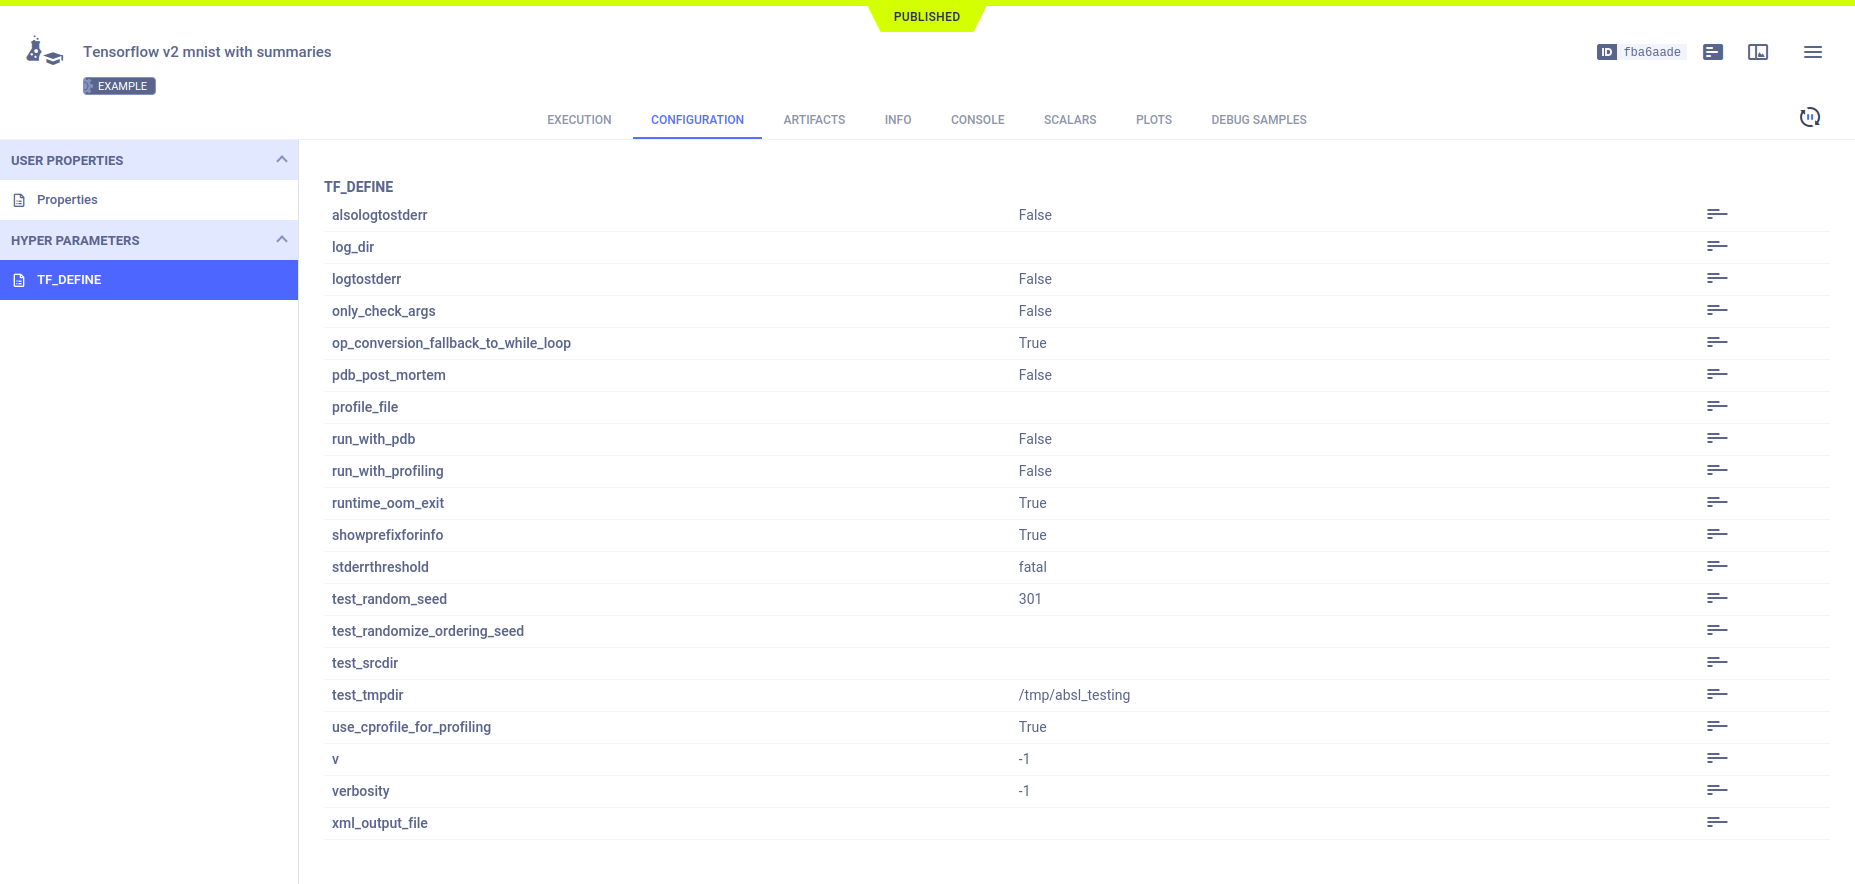 PUBLISHED
Tensorflow v2 mnist with summaries
ID fba6aade
EXAMPLE
EXECUTION CONFIGURATION ARTIFACTS INFO CONSOLE SCALARS PLOTS DEBUG SAMPLES
USER PROPERTIES
Properties
HYPER PARAMETERS
TF_DEFINE
TF_DEFINE
alsologtostderr False
log_dir
logtostderr False
only_check_args False
op_conversion_fallback_to_while_loop True
pdb_post_mortem False
profile_file
run_with_pdb False
run_with_profiling False
runtime_oom_exit True
showprefixforinfo True
stderrthreshold fatal
test_random_seed 301
test_randomize_ordering_seed
test_srcdir
test_tmpdir /tmp/absl_testing
use_cprofile_for_profiling True
v -1
verbosity -1
xml_output_file